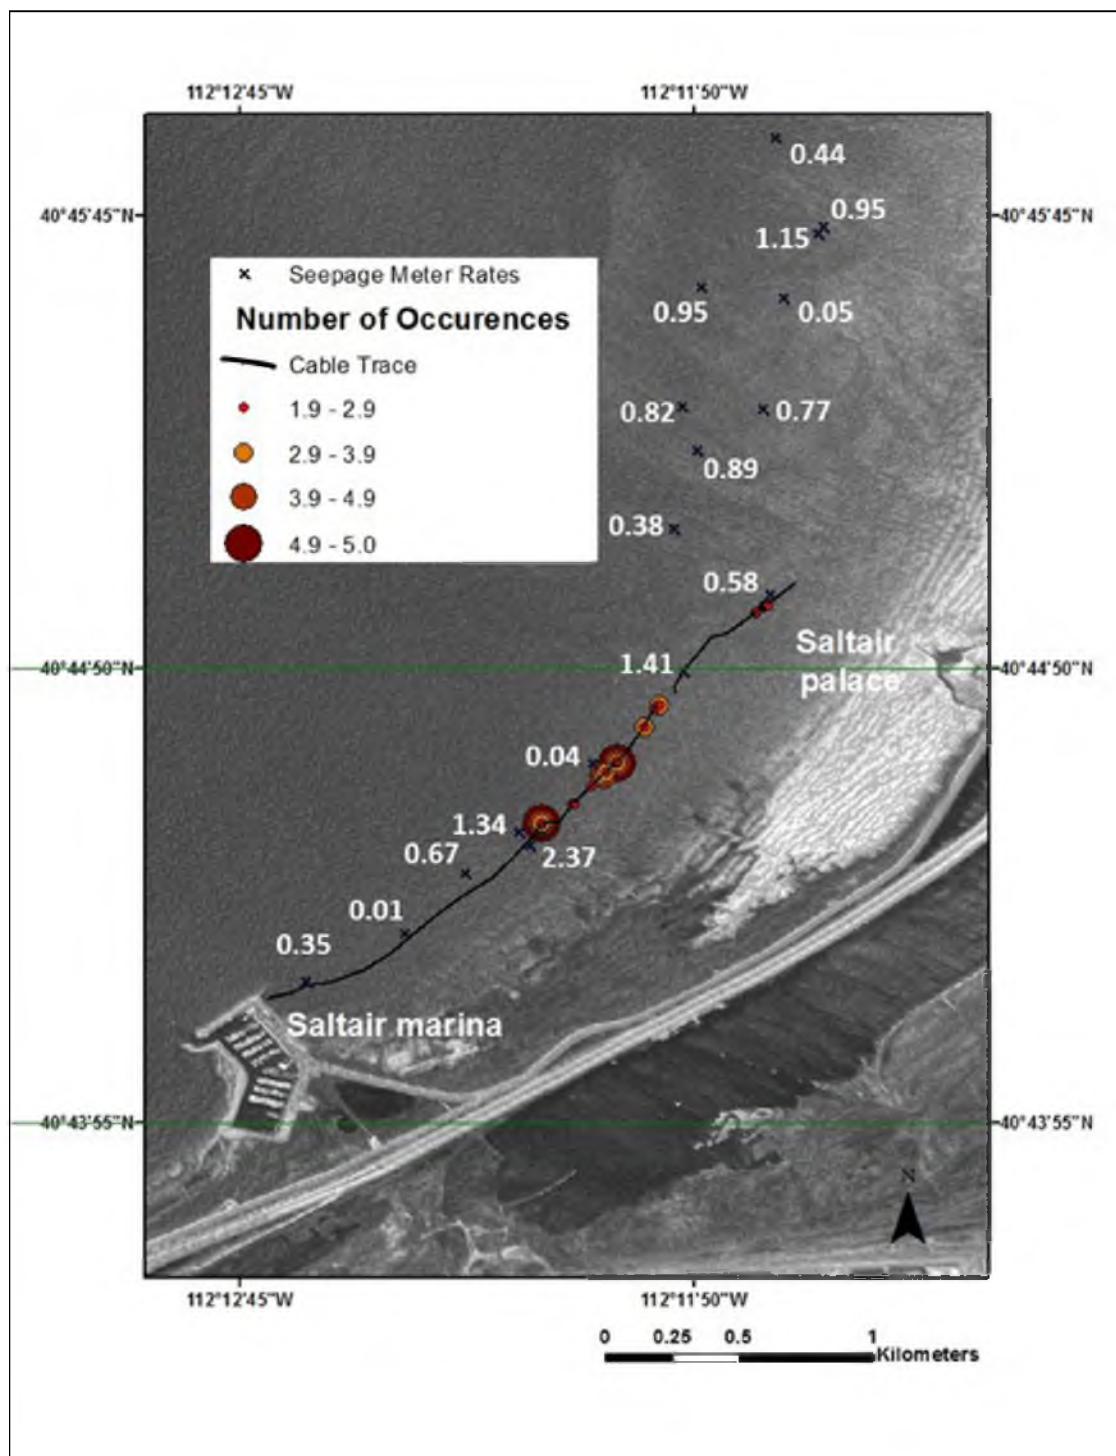 112°12'45"W 112°11'50"W
0.44
40°45'45"N 0.95 40°45'45"N
1.15
× Seepage Meter Rates
0.95 0.05
Number of Occurences
Cable Trace
1.9 - 2.9
0.82 0.77
2.9 - 3.9
0.89
3.9 - 4.9
0.38
4.9 - 5.0
0.58
Saltair
40°44'50"N 1.41 40°44'50"N
palace
0.04
1.34
0.67 2.37
0.01
0.35
Saltair marina
40°43'55"N 40°43'55"N
N
112°12'45"W 112°11'50"W
0 0.25 0.5 1
Kilometers